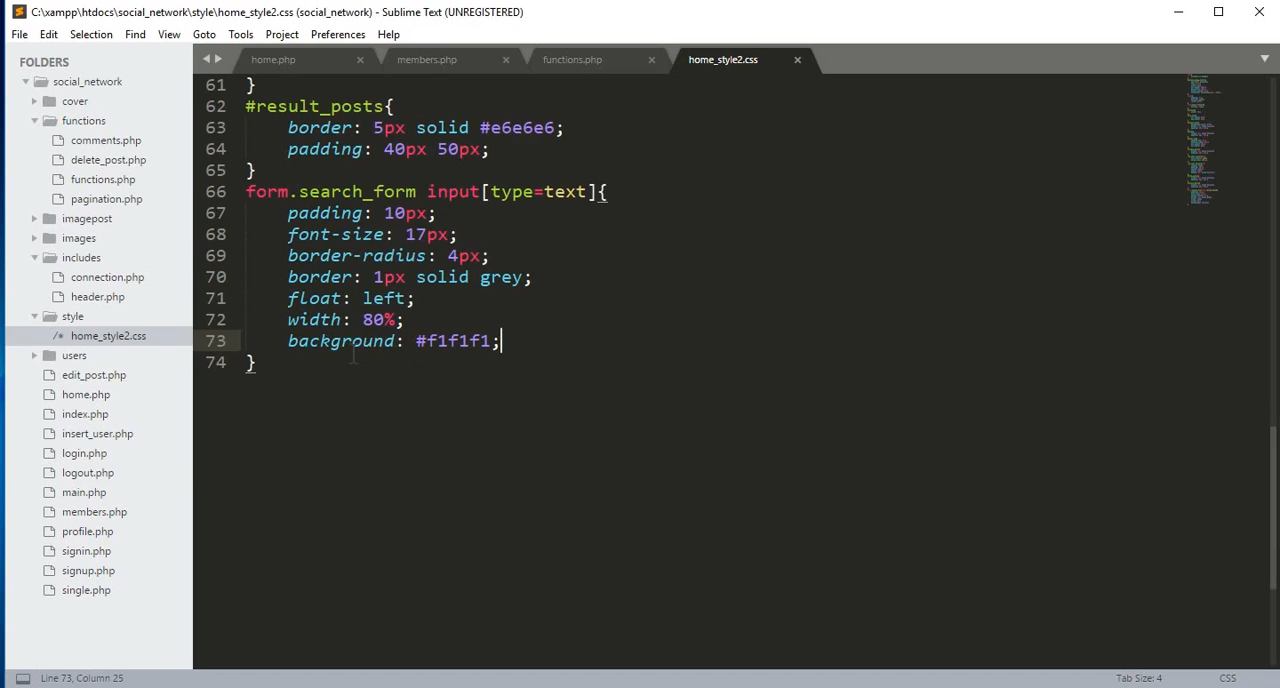 C:\xampp\htdocs\social_network\style\home_style2.css (social_network) - Sublime Text (UNREGISTERED)
File Edit Selection Find View Goto Tools Project Preferences Help
FOLDERS
social_network
cover
functions
comments.php
delete_post.php
functions.php
pagination.php
imagepost
images
includes
connection.php
header.php
style
/* home_style2.css
users
edit_post.php
home.php
index.php
insert_user.php
login.php
logout.php
main.php
members.php
profile.php
signin.php
signup.php
single.php
home.php members.php functions.php home_style2.css
61 }
62 #result_posts{
63 border: 5px solid #e6e6e6;
64 padding: 40px 50px;
65 }
66 form.search_form input[type=text]{
67 padding: 10px;
68 font-size: 17px;
69 border-radius: 4px;
70 border: 1px solid grey;
71 float: left;
72 width: 80%;
73 background: #f1f1f1;
74 }
Line 73, Column 25 Tab Size: 4 CSS